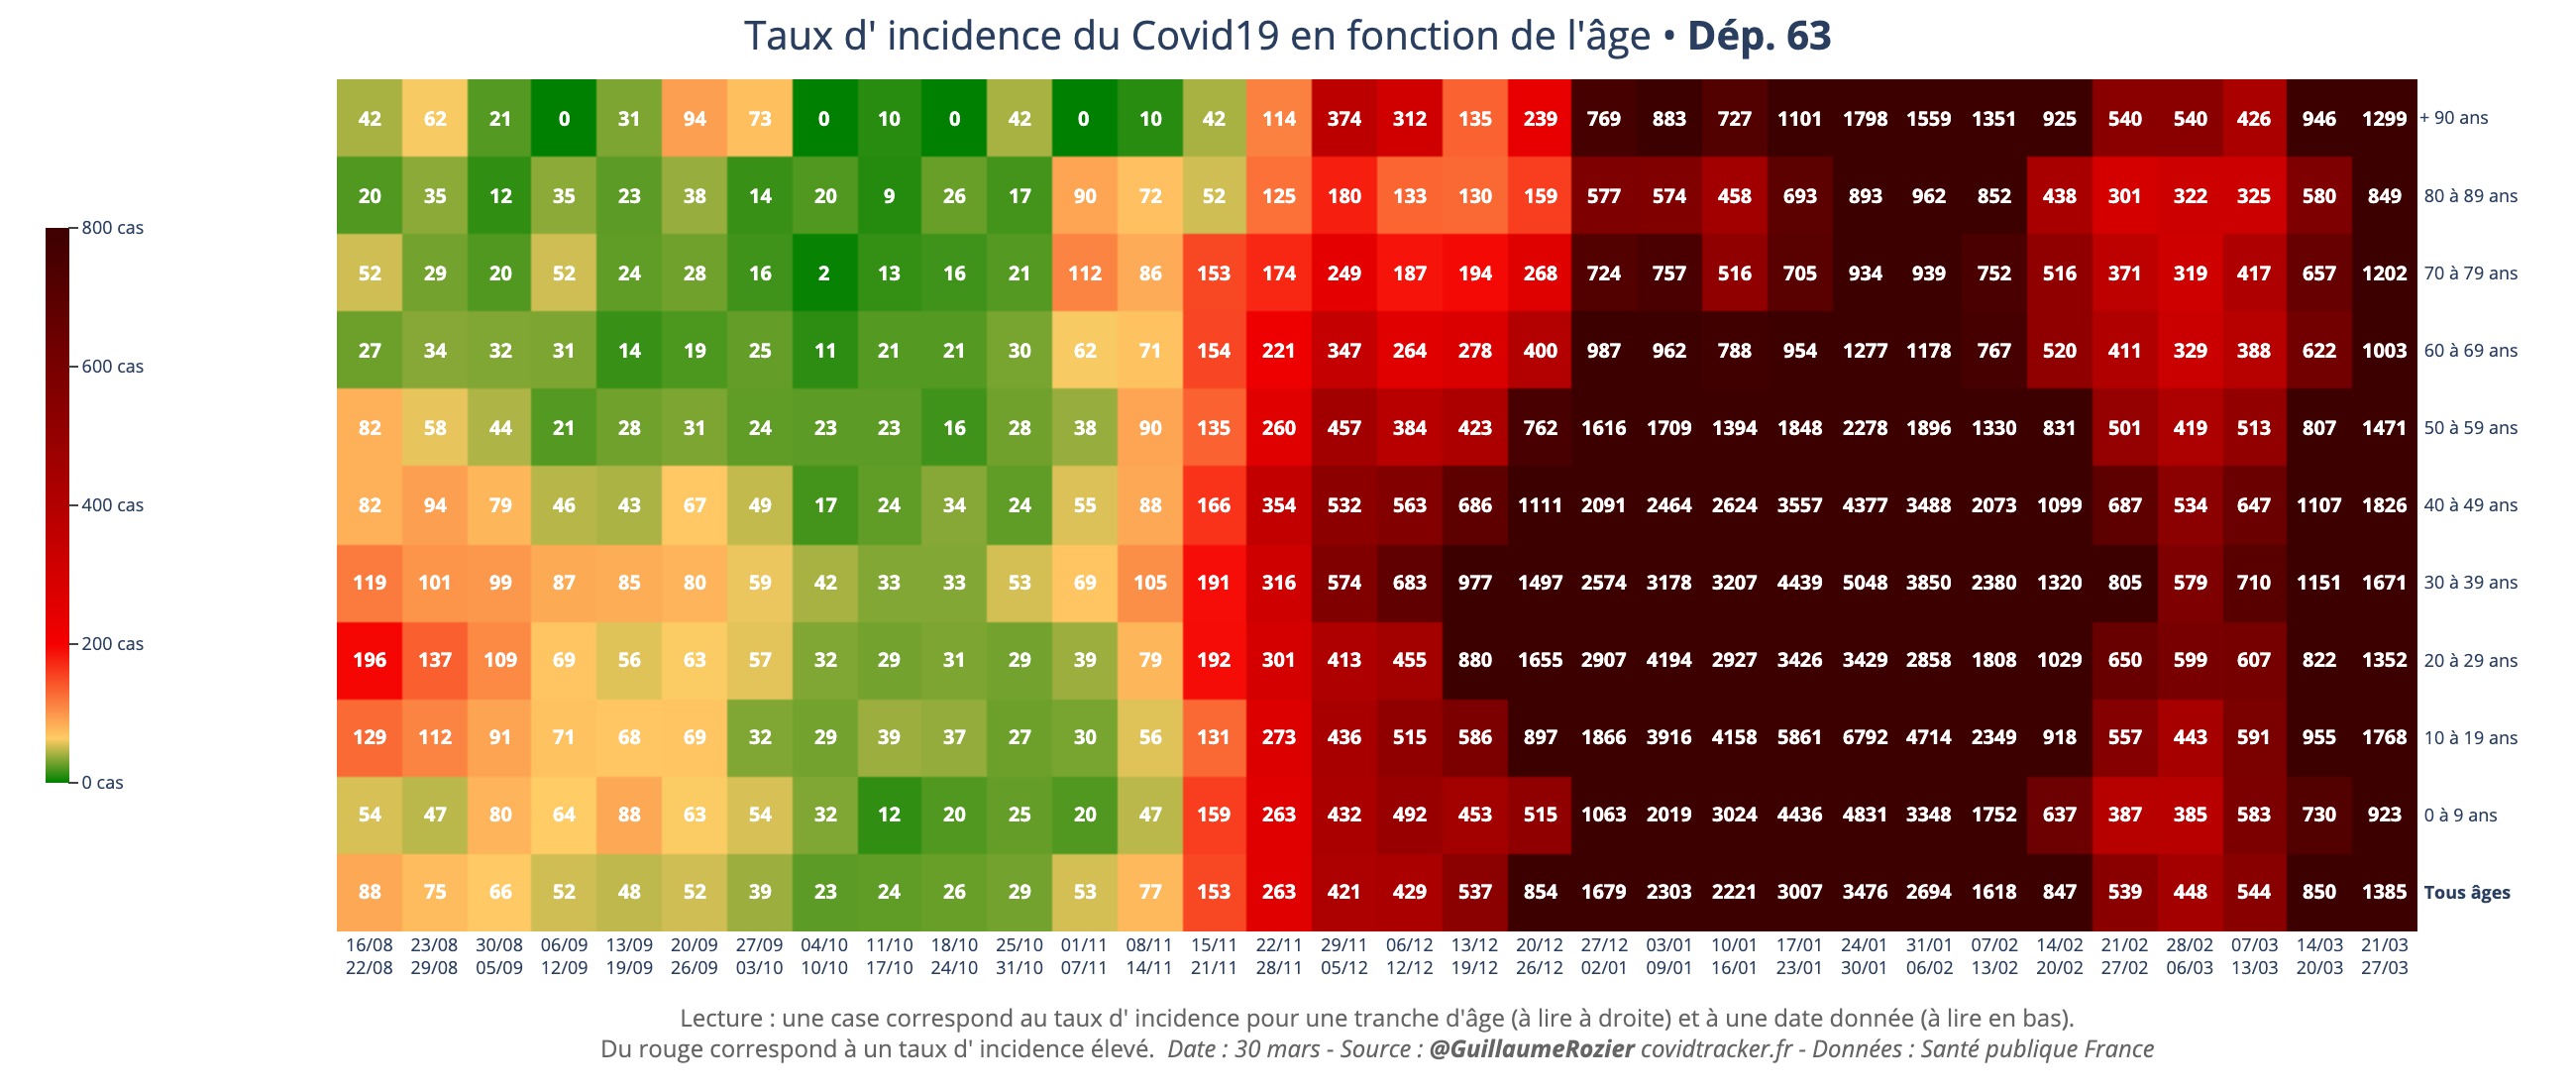 Taux d' incidence du Covid19 en fonction de l'âge • Dép. 63
42 62 21 0 31 94 73 0 10 0 42 0 10 42 114 374 312 135 239 769 883 727 1101 1798 1559 1351 925 540 540 426 946 1299 + 90 ans
20 35 12 35 23 38 14 20 9 26 17 90 72 52 125 180 133 130 159 577 574 458 693 893 962 852 438 301 322 325 580 849 80 à 89 ans
800 cas
52 29 20 52 24 28 16 2 13 16 21 112 86 153 174 249 187 194 268 724 757 516 705 934 939 752 516 371 319 417 657 1202 70 à 79 ans
27 34 32 31 14 19 25 11 21 21 30 62 71 154 221 347 264 278 400 987 962 788 954 1277 1178 767 520 411 329 388 622 1003 60 à 69 ans
600 cas
82 58 44 21 28 31 24 23 23 16 28 38 90 135 260 457 384 423 762 1616 1709 1394 1848 2278 1896 1330 831 501 419 513 807 1471 50 à 59 ans
400 cas
82 94 79 46 43 67 49 17 24 34 24 55 88 166 354 532 563 686 1111 2091 2464 2624 3557 4377 3488 2073 1099 687 534 647 1107 1826 40 à 49 ans
119 101 99 87 85 80 59 42 33 33 53 69 105 191 316 574 683 977 1497 2574 3178 3207 4439 5048 3850 2380 1320 805 579 710 1151 1671 30 à 39 ans
200 cas
196 137 109 69 56 63 57 32 29 31 29 39 79 192 301 413 455 880 1655 2907 4194 2927 3426 3429 2858 1808 1029 650 599 607 822 1352 20 à 29 ans
129 112 91 71 68 69 32 29 39 37 27 30 56 131 273 436 515 586 897 1866 3916 4158 5861 6792 4714 2349 918 557 443 591 955 1768 10 à 19 ans
0 cas
54 47 80 64 88 63 54 32 12 20 25 20 47 159 263 432 492 453 515 1063 2019 3024 4436 4831 3348 1752 637 387 385 583 730 923 0 à 9 ans
88 75 66 52 48 52 39 23 24 26 29 53 77 153 263 421 429 537 854 1679 2303 2221 3007 3476 2694 1618 847 539 448 544 850 1385 Tous âges
16/08 23/08 30/08 06/09 13/09 20/09 27/09 04/10 11/10 18/10 25/10 01/11 08/11 15/11 22/11 29/11 06/12 13/12 20/12 27/12 03/01 10/01 17/01 24/01 31/01 07/02 14/02 21/02 28/02 07/03 14/03 21/03
22/08 29/08 05/09 12/09 19/09 26/09 03/10 10/10 17/10 24/10 31/10 07/11 14/11 21/11 28/11 05/12 12/12 19/12 26/12 02/01 09/01 16/01 23/01 30/01 06/02 13/02 20/02 27/02 06/03 13/03 20/03 27/03
Lecture : une case correspond au taux d' incidence pour une tranche d'âge (à lire à droite) et à une date donnée (à lire en bas).
Du rouge correspond à un taux d' incidence élevé. Date : 30 mars - Source : @GuillaumeRozier covidtracker.fr - Données : Santé publique France